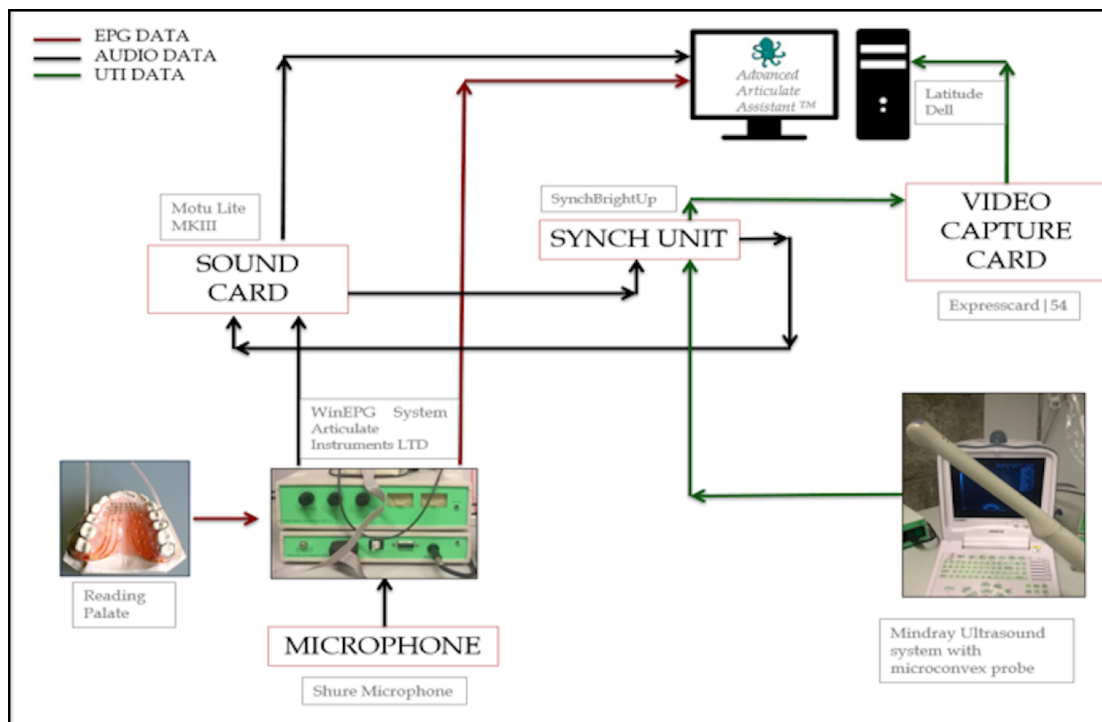 EPG DATA
AUDIO DATA
UTI DATA
Advanced
Articulate
Assistant ™
Latitude
Dell
Motu Lite
MKIII
SynchBrightUp
SOUND
CARD
SYNCH UNIT
VIDEO
CAPTURE
CARD
Expresscard | 54
WinEPG System
Articulate
Instruments LTD
Reading
Palate
MICROPHONE
Shure Microphone
Mindray Ultrasound
system with
microconvex probe